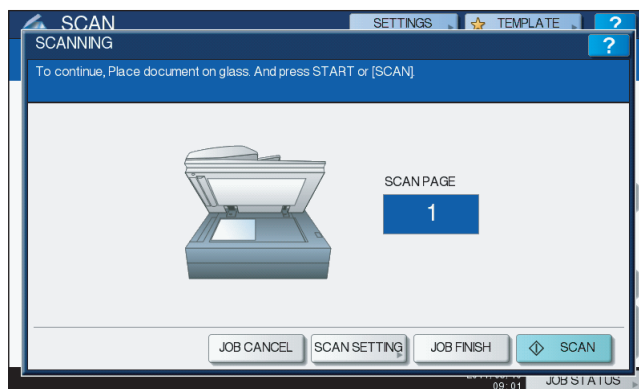 SCAN
SETTINGS
TEMPLATE
?
SCANNING
?
To continue, Place document on glass. And press START or [SCAN].
SCAN PAGE
1
JOB CANCEL
SCAN SETTING
JOB FINISH
SCAN
09:01
JOB STATUS